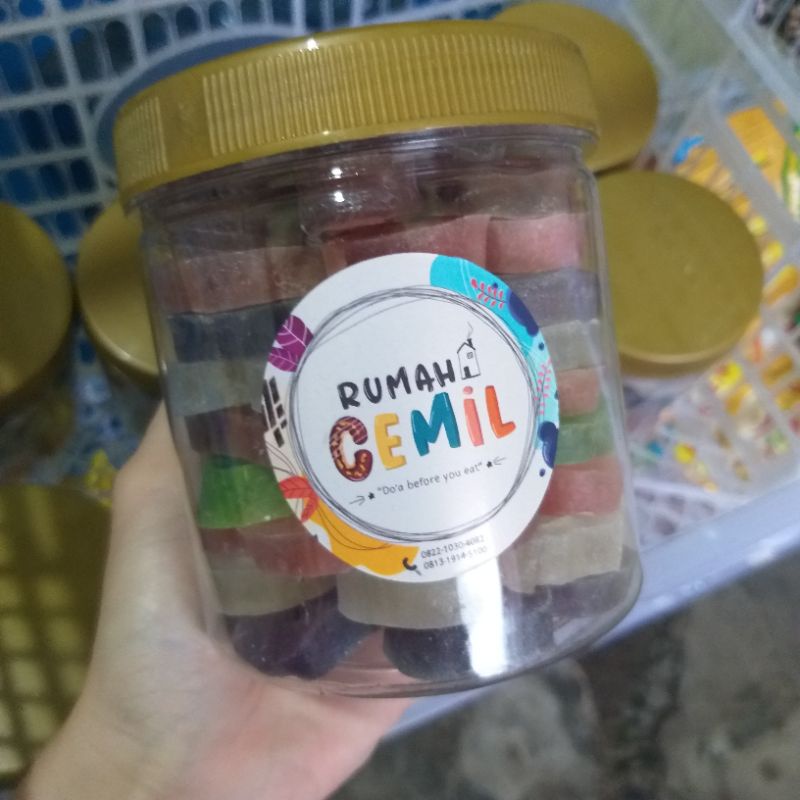 RUMAH
CEMiL
"Do'a before you eat"
0822-1030-4082
0813-1914-5100